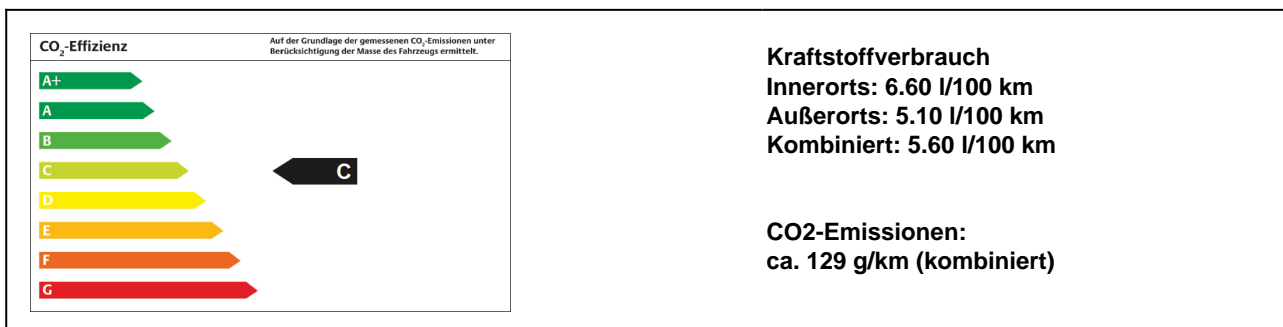 CO₂-Effizienz
Auf der Grundlage der gemessenen CO₂-Emissionen unter
Berücksichtigung der Masse des Fahrzeugs ermittelt.
A+
A
B
C
C
D
E
F
G
Kraftstoffverbrauch
Innerorts: 6.60 l/100 km
Außerorts: 5.10 l/100 km
Kombiniert: 5.60 l/100 km
CO2-Emissionen:
ca. 129 g/km (kombiniert)